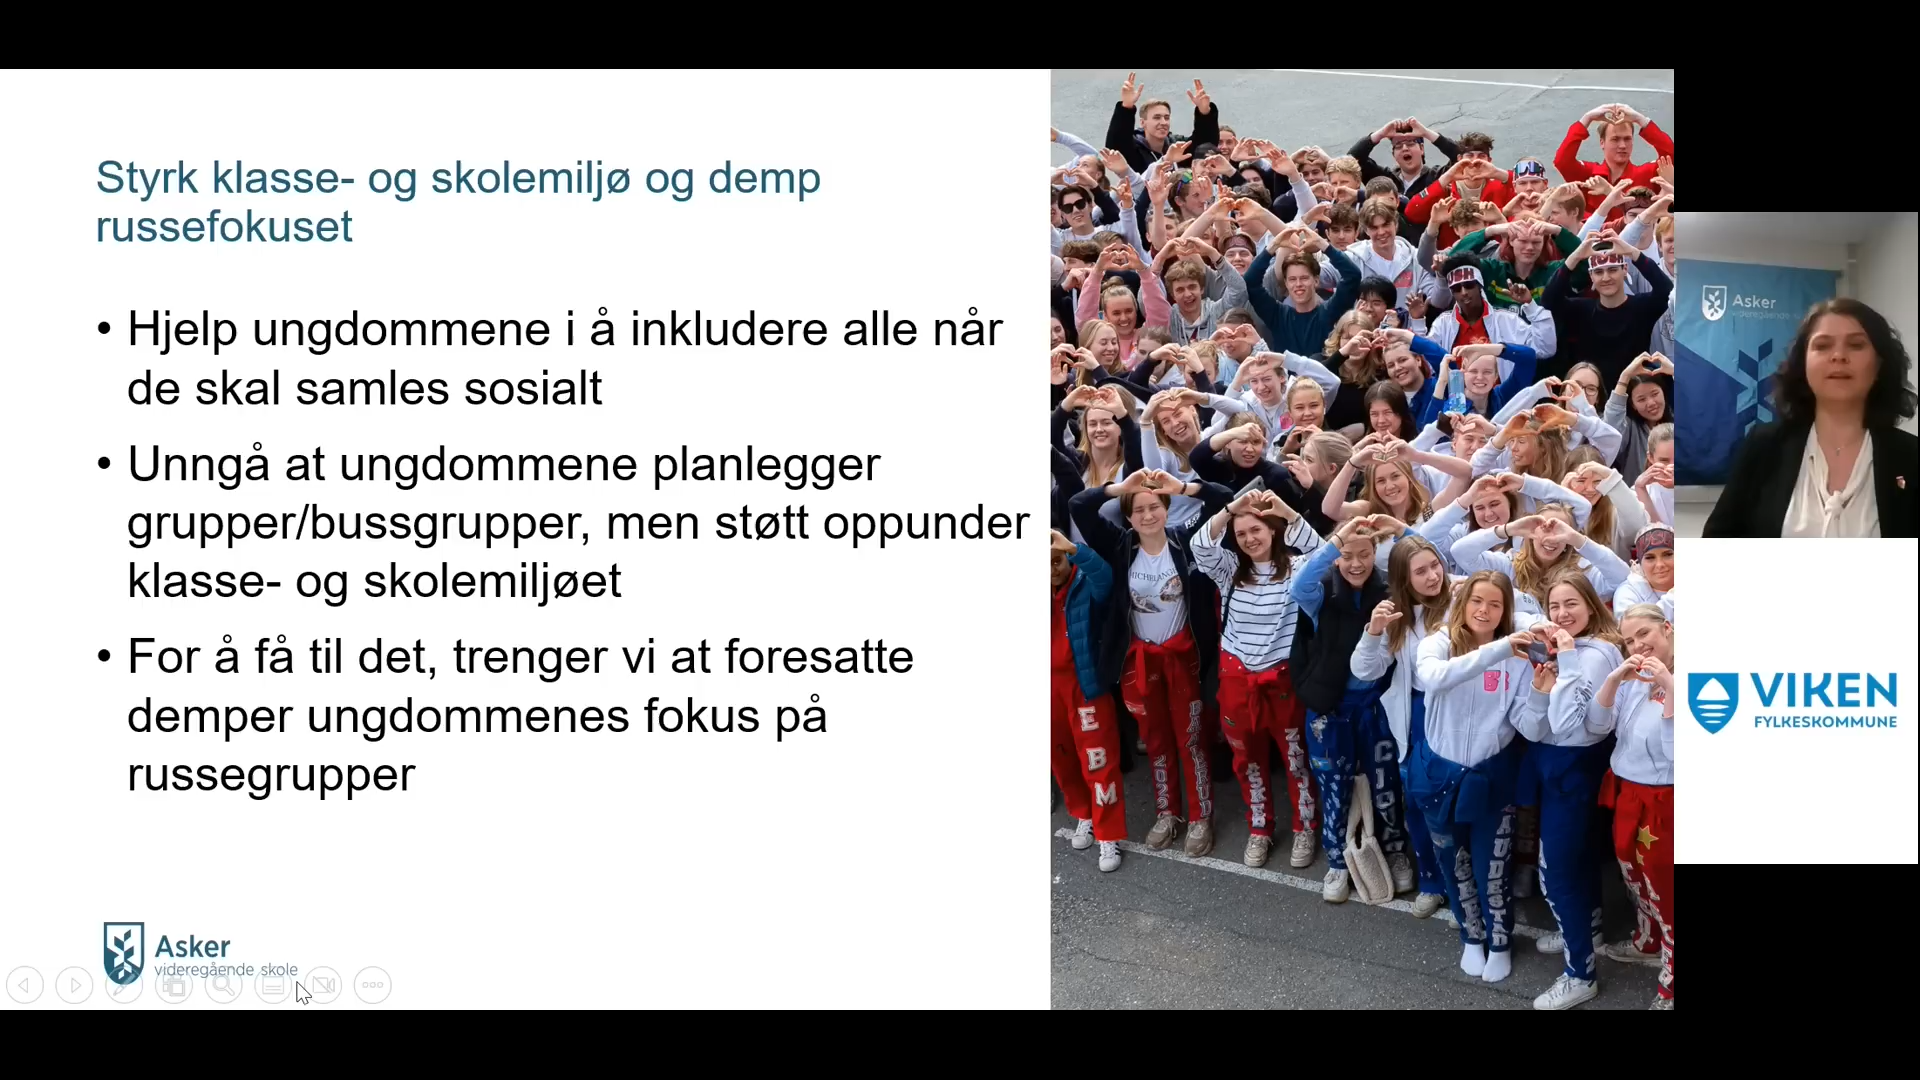 Styrk klasse- og skolemiljø og demp
russefokuset
• Hjelp ungdommene i å inkludere alle når
de skal samles sosialt
• Unngå at ungdommene planlegger
grupper/bussgrupper, men støtt oppunder
klasse- og skolemiljøet
• For å få til det, trenger vi at foresatte
demper ungdommenes fokus på
russegrupper
Asker
videregående skole
Asker
VIKEN
FYLKESKOMMUNE
E
B
M
2022